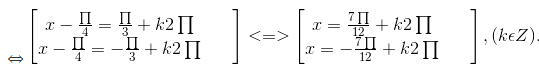 ⇔ [ x - ∏/4 = ∏/3 + k2∏ <=> [ x = 7∏/12 + k2∏
x - ∏/4 = -∏/3 + k2∏ ] x = -7∏/12 + k2∏ ] , (kϵZ).